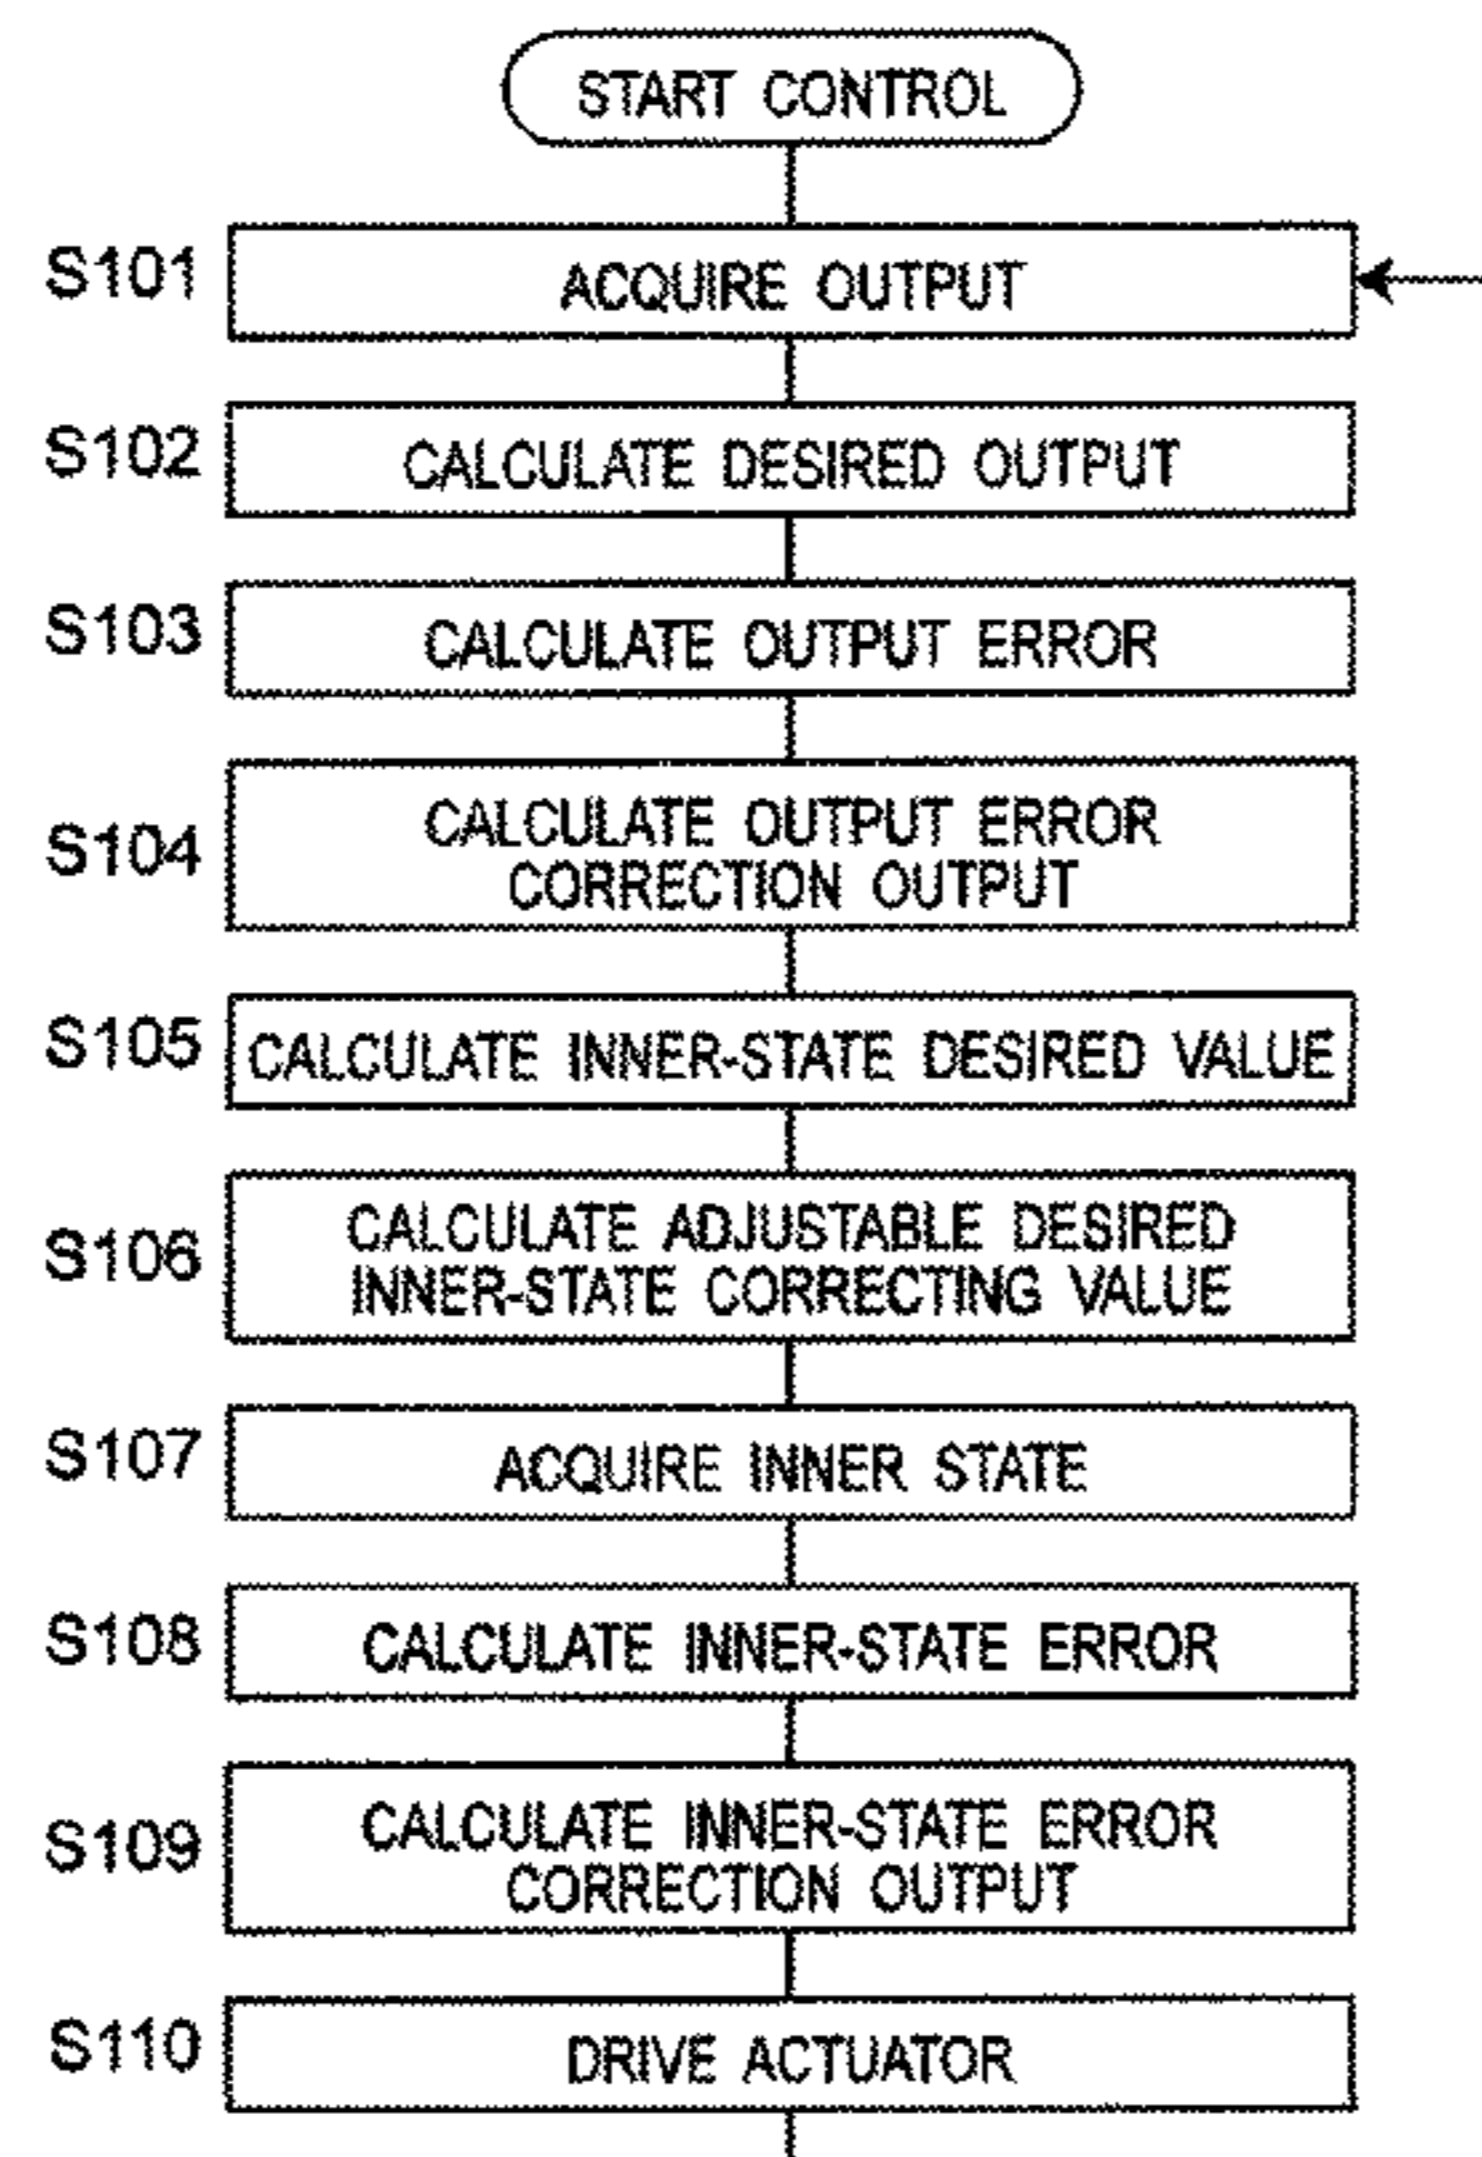 START CONTROL
S101
ACQUIRE OUTPUT
S102
CALCULATE DESIRED OUTPUT
S103
CALCULATE OUTPUT ERROR
S104
CALCULATE OUTPUT ERROR
CORRECTION OUTPUT
S105
CALCULATE INNER-STATE DESIRED VALUE
S106
CALCULATE ADJUSTABLE DESIRED
INNER-STATE CORRECTING VALUE
S107
ACQUIRE INNER STATE
S108
CALCULATE INNER-STATE ERROR
S109
CALCULATE INNER-STATE ERROR
CORRECTION OUTPUT
S110
DRIVE ACTUATOR